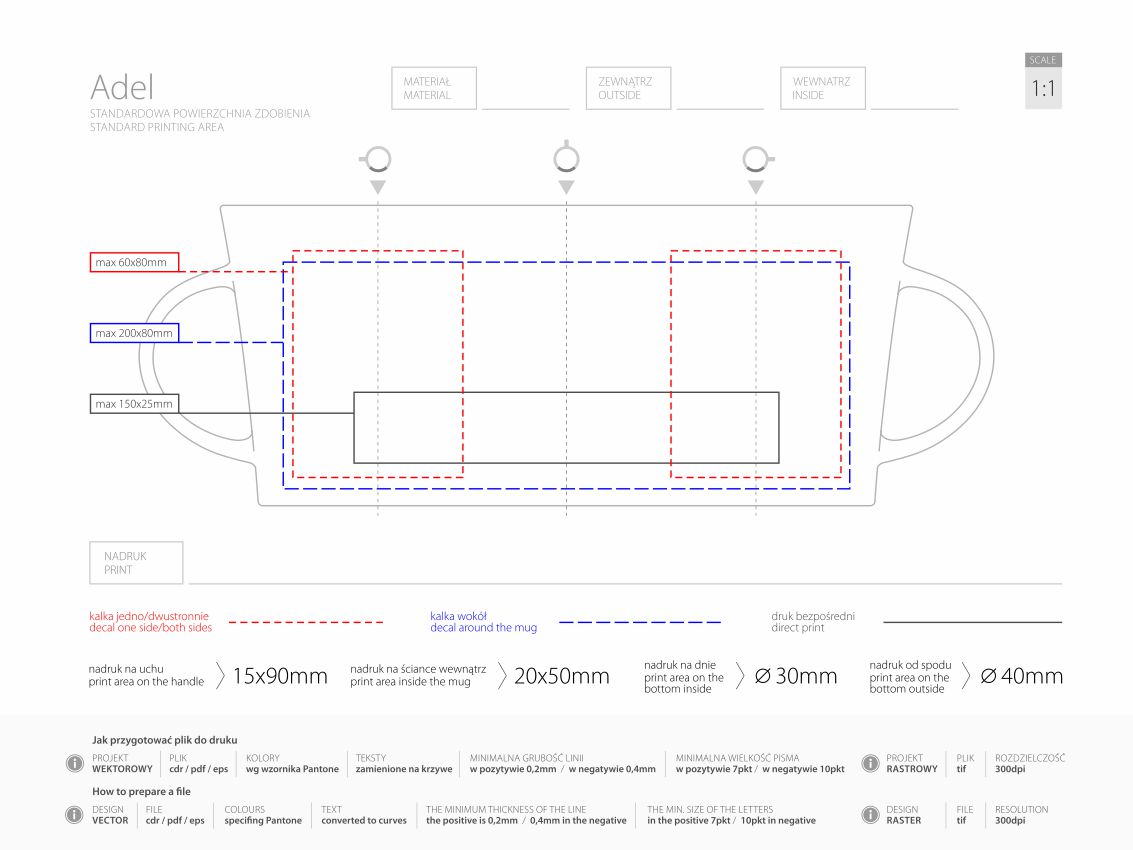 Adel
STANDARDOWA POWIERZCHNIA ZDOBIENIA
STANDARD PRINTING AREA
MATERIAŁ
MATERIAL
ZEWNĄTRZ
OUTSIDE
WEWNATRZ
INSIDE
SCALE
1:1
max 60x80mm
max 200x80mm
max 150x25mm
NADRUK
PRINT
kalka jedno/dwustronnie
decal one side/both sides
kalka wokół
decal around the mug
druk bezpośredni
direct print
nadruk na uchu
print area on the handle
15x90mm
nadruk na ściance wewnątrz
print area inside the mug
20x50mm
nadruk na dnie
print area on the
bottom inside
Ø 30mm
nadruk od spodu
print area on the
bottom outside
Ø 40mm
Jak przygotować plik do druku
PROJEKT
WEKTOROWY
PLIK
cdr / pdf / eps
KOLORY
wg wzornika Pantone
TEKSTY
zamienione na krzywe
MINIMALNA GRUBOŚĆ LINII
w pozytywie 0,2mm / w negatywie 0,4mm
MINIMALNA WIELKOŚĆ PISMA
w pozytywie 7pkt / w negatywie 10pkt
PROJEKT
RASTROWY
PLIK
tif
ROZDZIELCZOŚĆ
300dpi
How to prepare a file
DESIGN
VECTOR
FILE
cdr / pdf / eps
COLOURS
specifing Pantone
TEXT
converted to curves
THE MINIMUM THICKNESS OF THE LINE
the positive is 0,2mm / 0,4mm in the negative
THE MIN. SIZE OF THE LETTERS
in the positive 7pkt / 10pkt in negative
DESIGN
RASTER
FILE
tif
RESOLUTION
300dpi